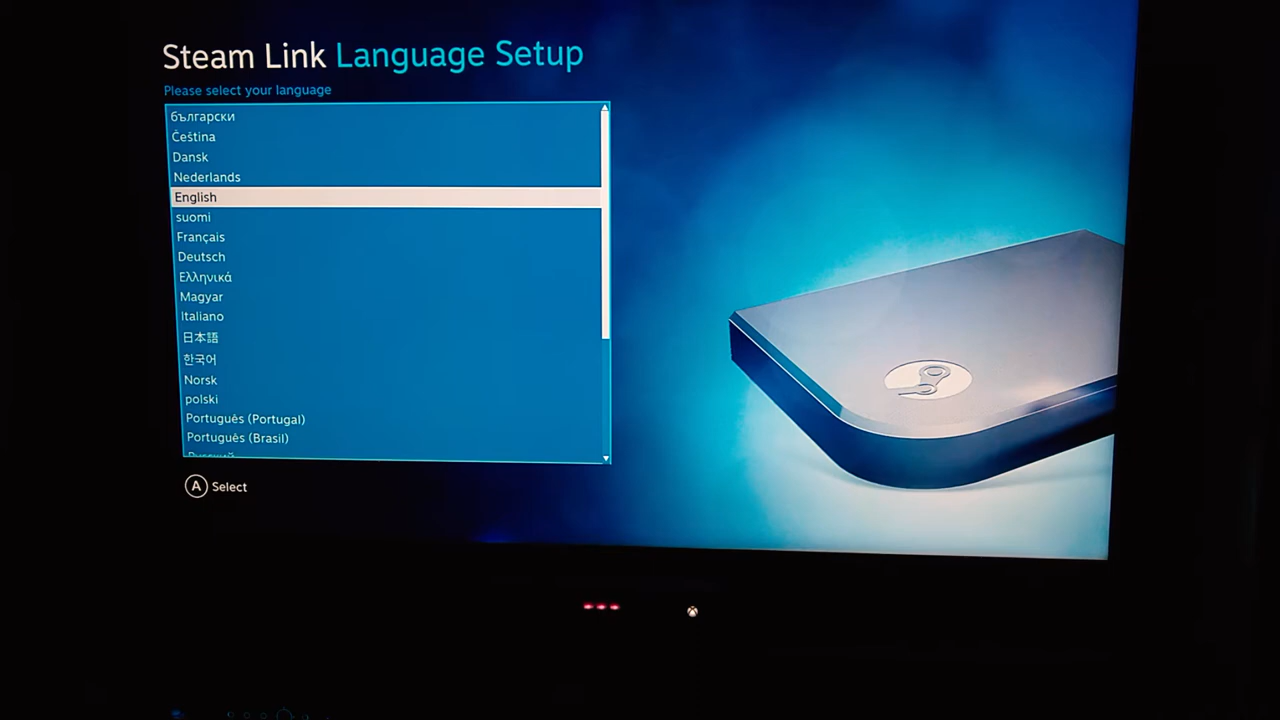 Steam Link Language Setup
Please select your language
български
Čeština
Dansk
Nederlands
English
suomi
Français
Deutsch
Ελληνικά
Magyar
Italiano
日本語
한국어
Norsk
polski
Português (Portugal)
Português (Brasil)
A Select